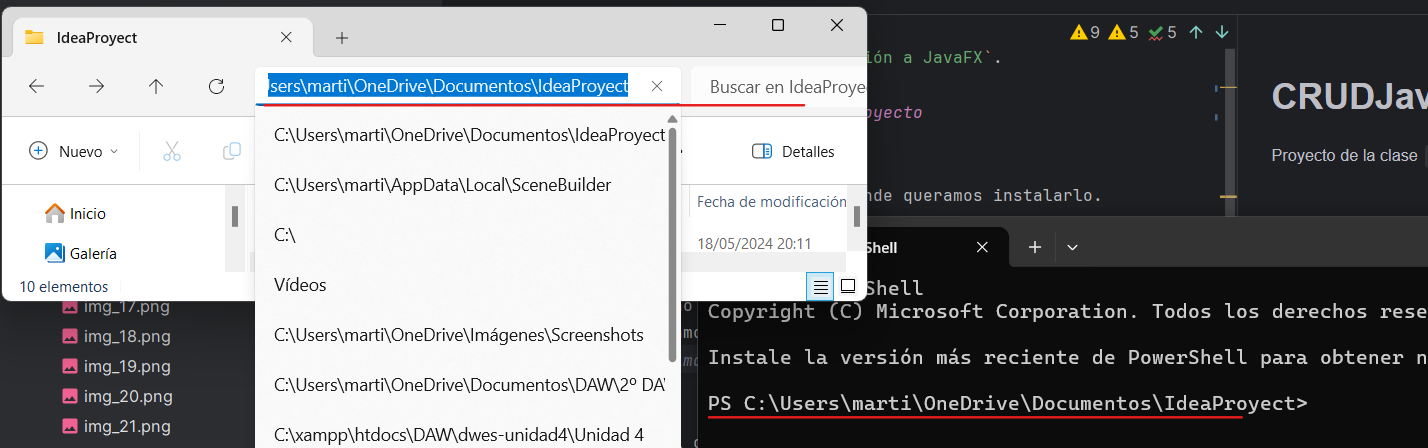 IdeaProyect
sers\marti\OneDrive\Documentos\IdeaProyect
Buscar en IdeaProye
Nuevo
Detalles
C:\Users\marti\OneDrive\Documentos\IdeaProyect
C:\Users\marti\AppData\Local\SceneBuilder
C:\
Vídeos
C:\Users\marti\OneDrive\Imágenes\Screenshots
C:\Users\marti\OneDrive\Documentos\DAW\2º DAW
C:\xampp\htdocs\DAW\dwes-unidad4\Unidad 4
Inicio
Galería
Fecha de modificación
18/05/2024 20:11
10 elementos
img_17.png
img_18.png
img_19.png
img_20.png
img_21.png
9 5 5
ión a JavaFX`.
oyecto
nde queramos instalarlo.
CRUDJav
Proyecto de la clase
Shell
Shell
Copyright (C) Microsoft Corporation. Todos los derechos rese
Instale la versión más reciente de PowerShell para obtener n
PS C:\Users\marti\OneDrive\Documentos\IdeaProyect>